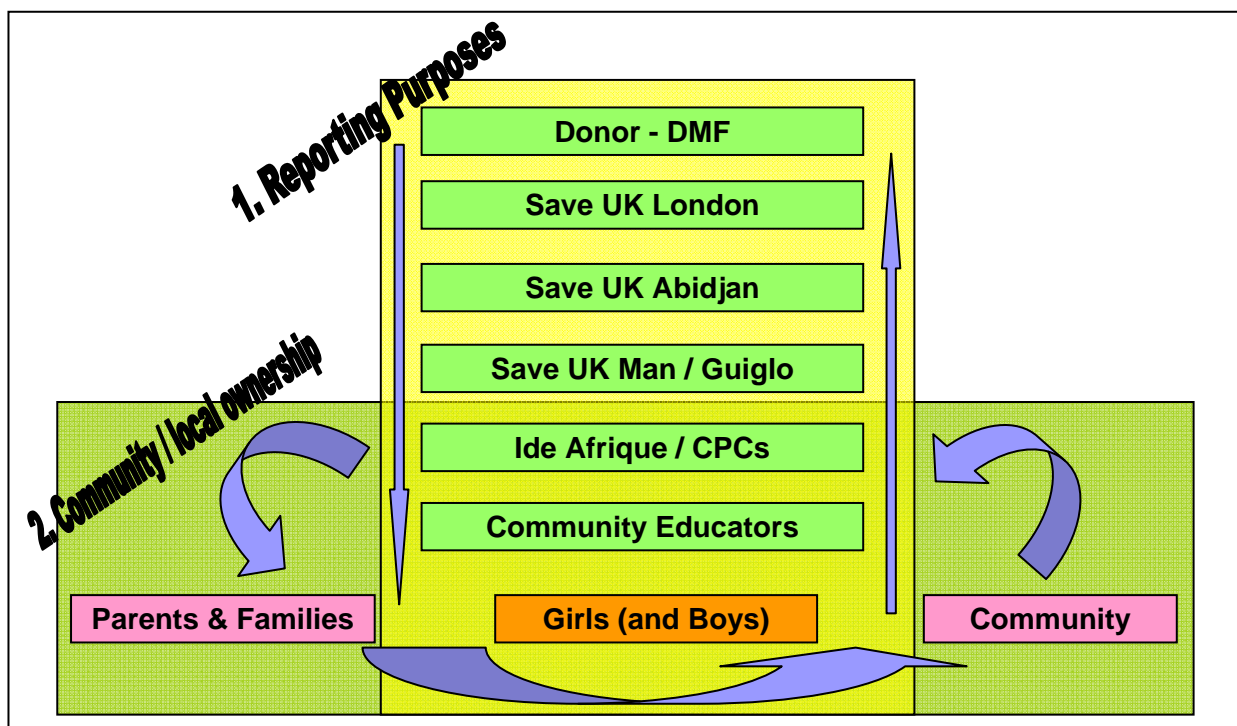 1. Reporting Purposes
Donor - DMF
Save UK London
Save UK Abidjan
Save UK Man / Guiglo
2. Community / local ownership
Ide Afrique / CPCs
Community Educators
Parents & Families
Girls (and Boys)
Community